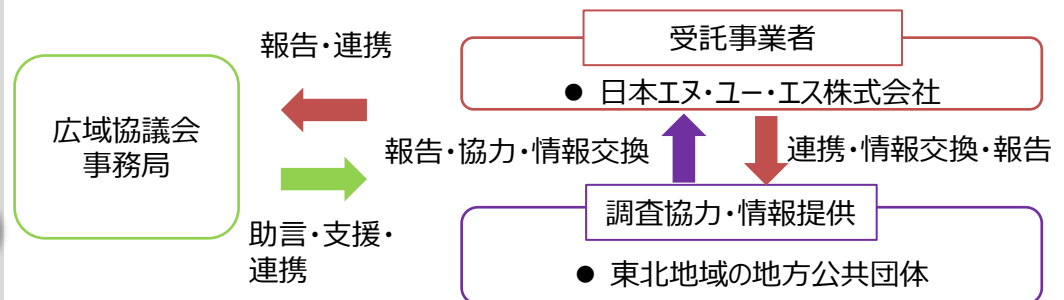 受託事業者
● 日本エヌ・ユー・エス株式会社
報告・連携
広域協議会
事務局
報告・協力・情報交換
連携・情報交換・報告
助言・支援・
連携
調査協力・情報提供
● 東北地域の地方公共団体